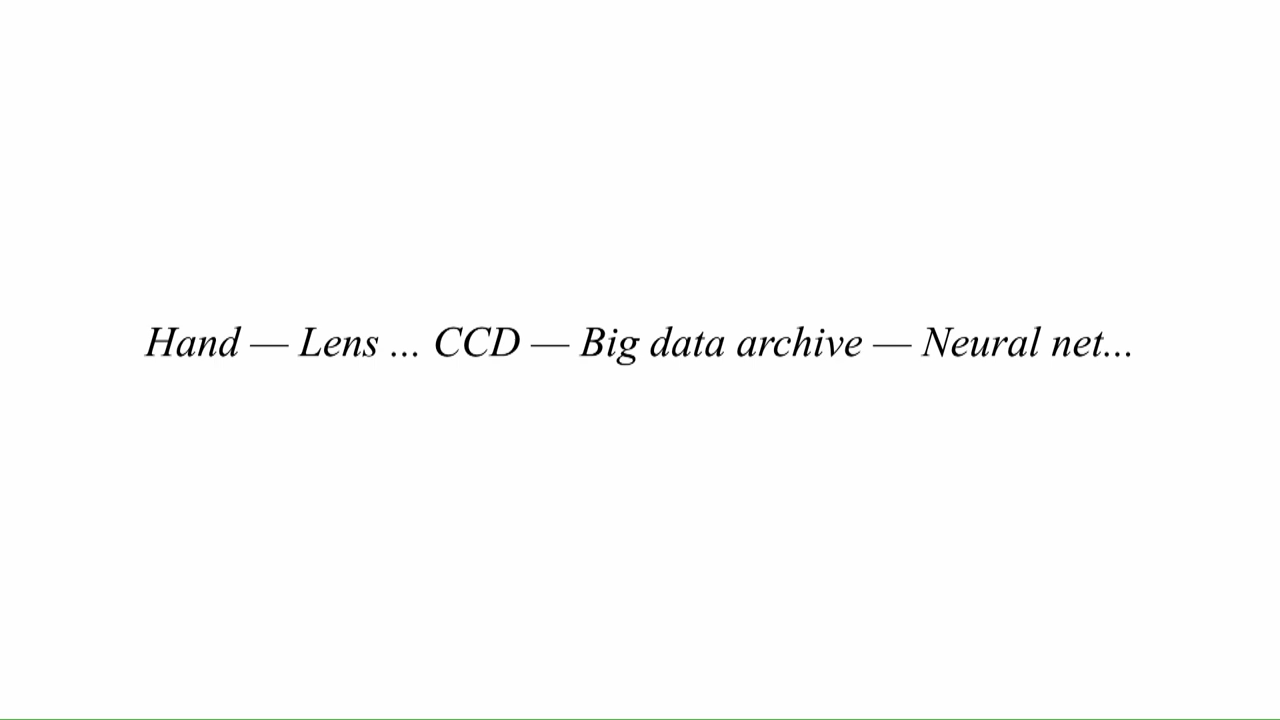 Hand — Lens ... CCD — Big data archive — Neural net...